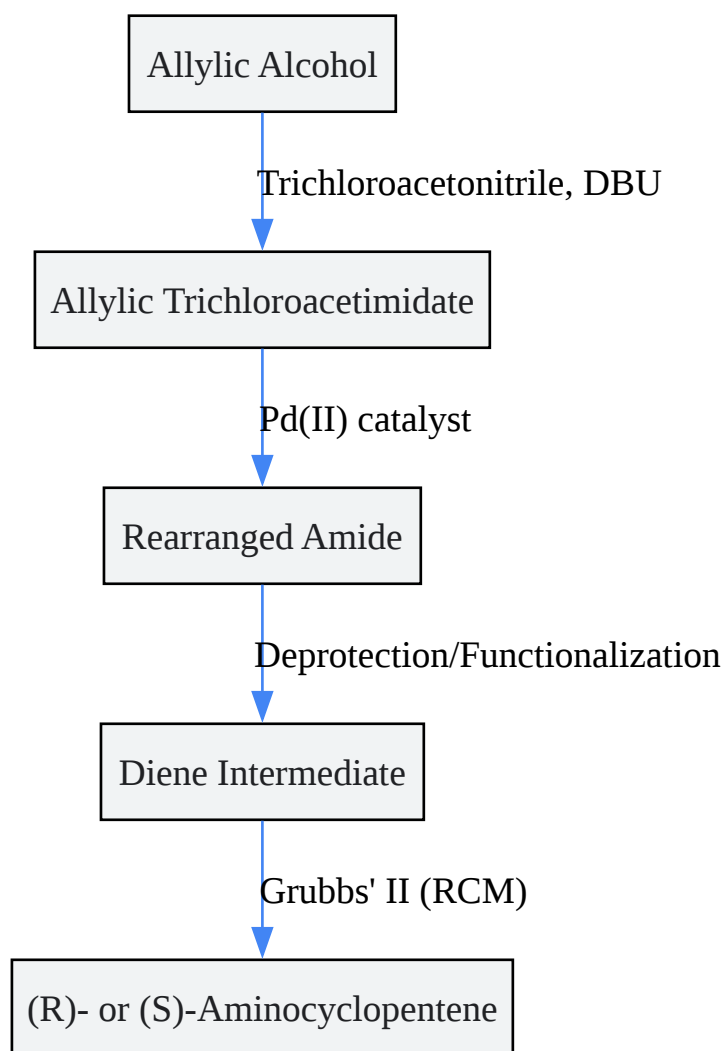 Allylic Alcohol
Trichloroacetonitrile, DBU
Allylic Trichloroacetimidate
Pd(II) catalyst
Rearranged Amide
Deprotection/Functionalization
Diene Intermediate
Grubbs' II (RCM)
(R)- or (S)-Aminocyclopentene